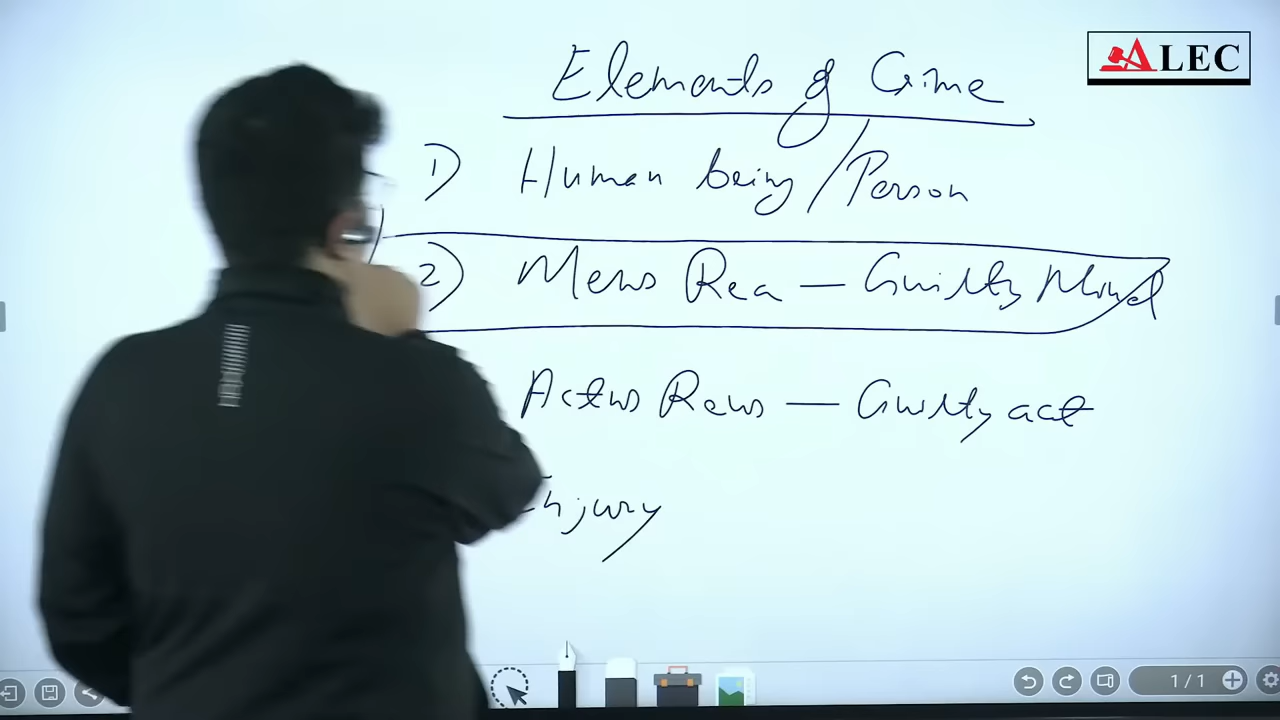 ALEC
Elements of Crime
1) Human being / Person
2) Mens Rea — Guilty Mind
Actus Reus — Guilty act
Injury
1/1